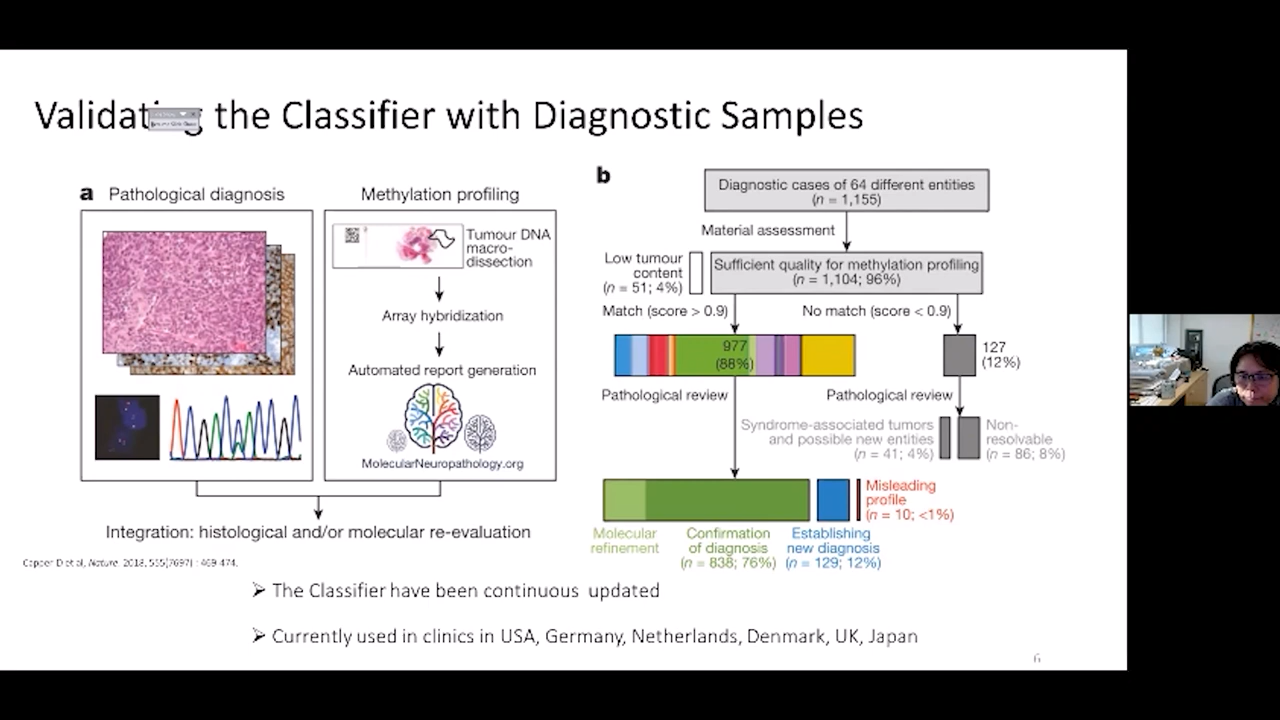 Validating the Classifier with Diagnostic Samples
a Pathological diagnosis
Methylation profiling
Tumour DNA
macro-
dissection
Array hybridization
Automated report generation
MolecularNeuropathology.org
Integration: histological and/or molecular re-evaluation
Capper D et al, Nature. 2018, 555(7697) : 469-474.
b
Diagnostic cases of 64 different entities
(n = 1,155)
Material assessment
Low tumour
content
(n = 51; 4%)
Sufficient quality for methylation profiling
(n = 1,104; 96%)
Match (score > 0.9)
No match (score < 0.9)
977
(88%)
127
(12%)
Pathological review
Pathological review
Syndrome-associated tumors
and possible new entities
(n = 41; 4%)
Non-
resolvable
(n = 86; 8%)
Misleading
profile
(n = 10; <1%)
Molecular
refinement
Confirmation
of diagnosis
(n = 838; 76%)
Establishing
new diagnosis
(n = 129; 12%)
➢ The Classifier have been continuous updated
➢ Currently used in clinics in USA, Germany, Netherlands, Denmark, UK, Japan
6